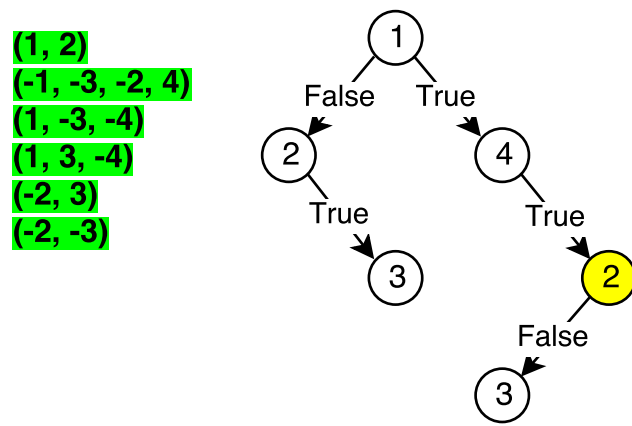 (1, 2)
(-1, -3, -2, 4)
(1, -3, -4)
(1, 3, -4)
(-2, 3)
(-2, -3)
1
False True
2 4
True True
3 2
False
3